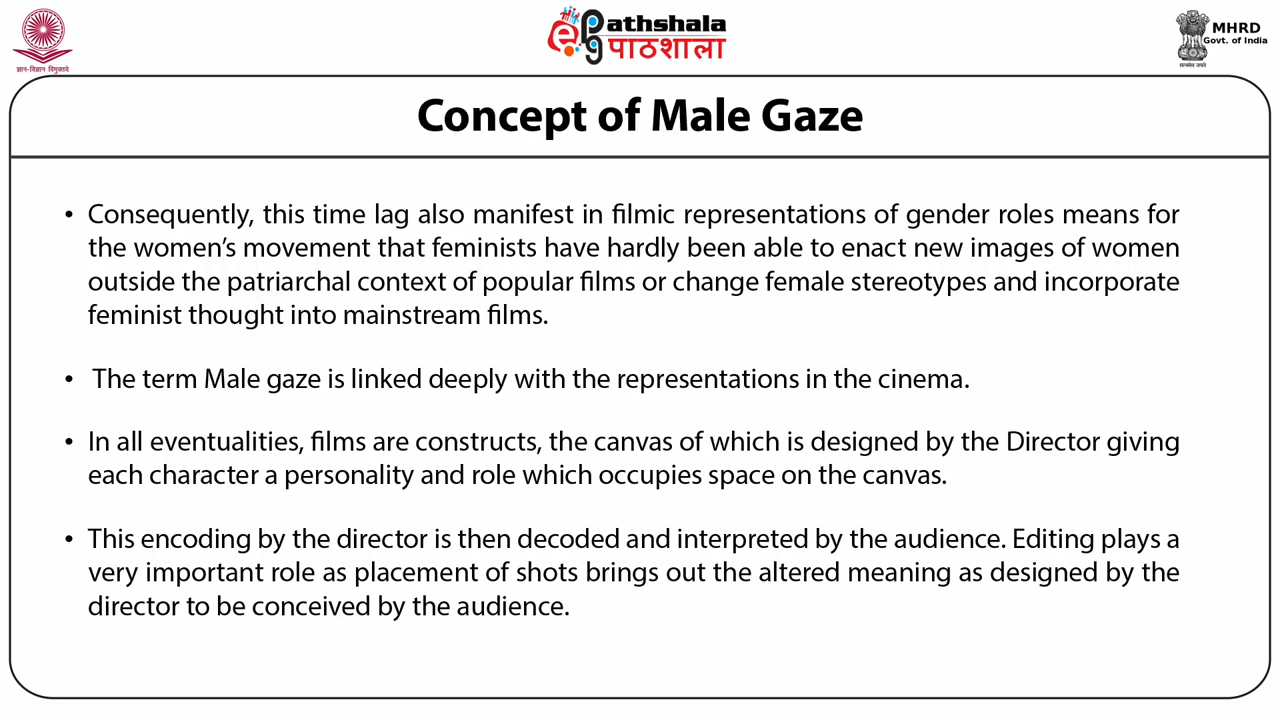 ज्ञान-विज्ञान विमुक्तये
ePathshala
पाठशाला
MHRD
Govt. of India
सत्यमेव जयते
Concept of Male Gaze
• Consequently, this time lag also manifest in filmic representations of gender roles means for
the women’s movement that feminists have hardly been able to enact new images of women
outside the patriarchal context of popular films or change female stereotypes and incorporate
feminist thought into mainstream films.
• The term Male gaze is linked deeply with the representations in the cinema.
• In all eventualities, films are constructs, the canvas of which is designed by the Director giving
each character a personality and role which occupies space on the canvas.
• This encoding by the director is then decoded and interpreted by the audience. Editing plays a
very important role as placement of shots brings out the altered meaning as designed by the
director to be conceived by the audience.